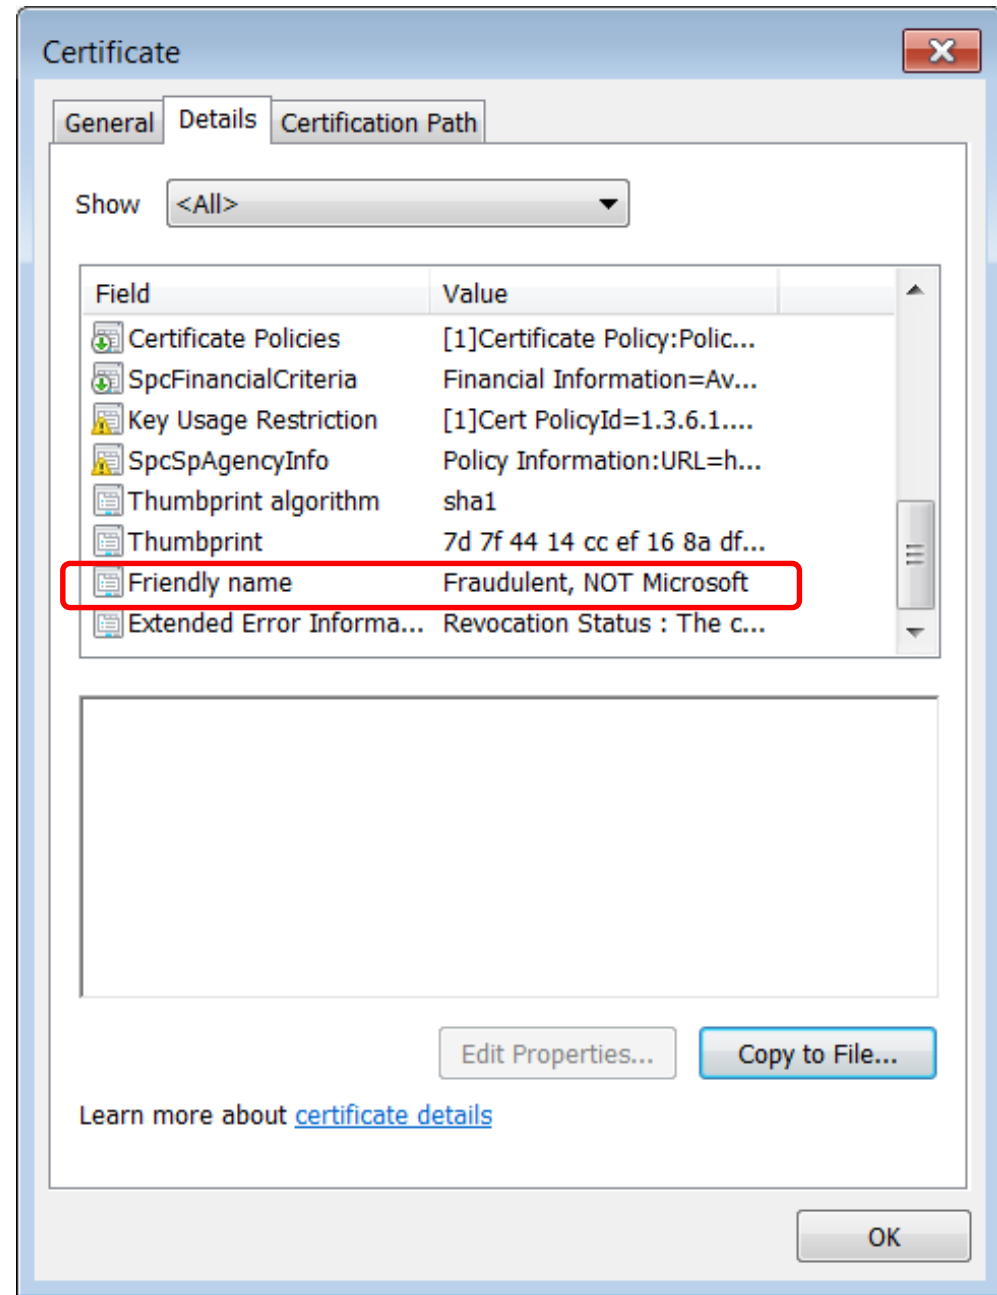 Certificate
General Details Certification Path
Show <All>
Field Value
Certificate Policies [1]Certificate Policy:Polic...
SpcFinancialCriteria Financial Information=Av...
Key Usage Restriction [1]Cert PolicyId=1.3.6.1....
SpcSpAgencyInfo Policy Information:URL=h...
Thumbprint algorithm sha1
Thumbprint 7d 7f 44 14 cc ef 16 8a df...
Friendly name Fraudulent, NOT Microsoft
Extended Error Informa... Revocation Status : The c...
Edit Properties... Copy to File...
Learn more about certificate details
OK